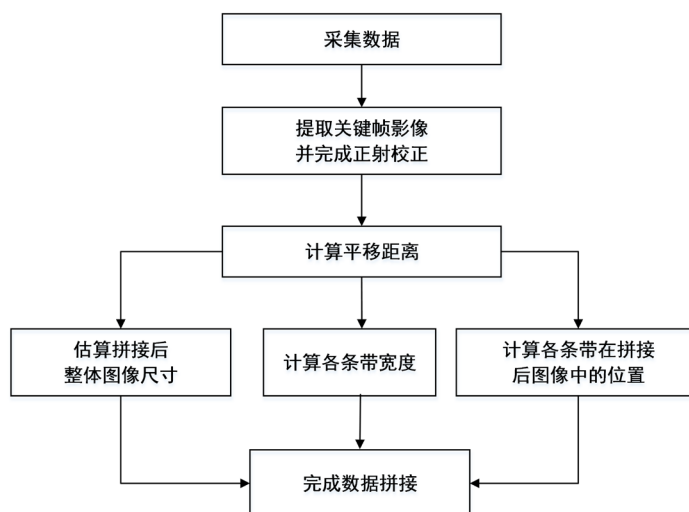 采集数据
提取关键帧影像
并完成正射校正
计算平移距离
估算拼接后
整体图像尺寸
计算各条带宽度
计算各条带在拼接
后图像中的位置
完成数据拼接